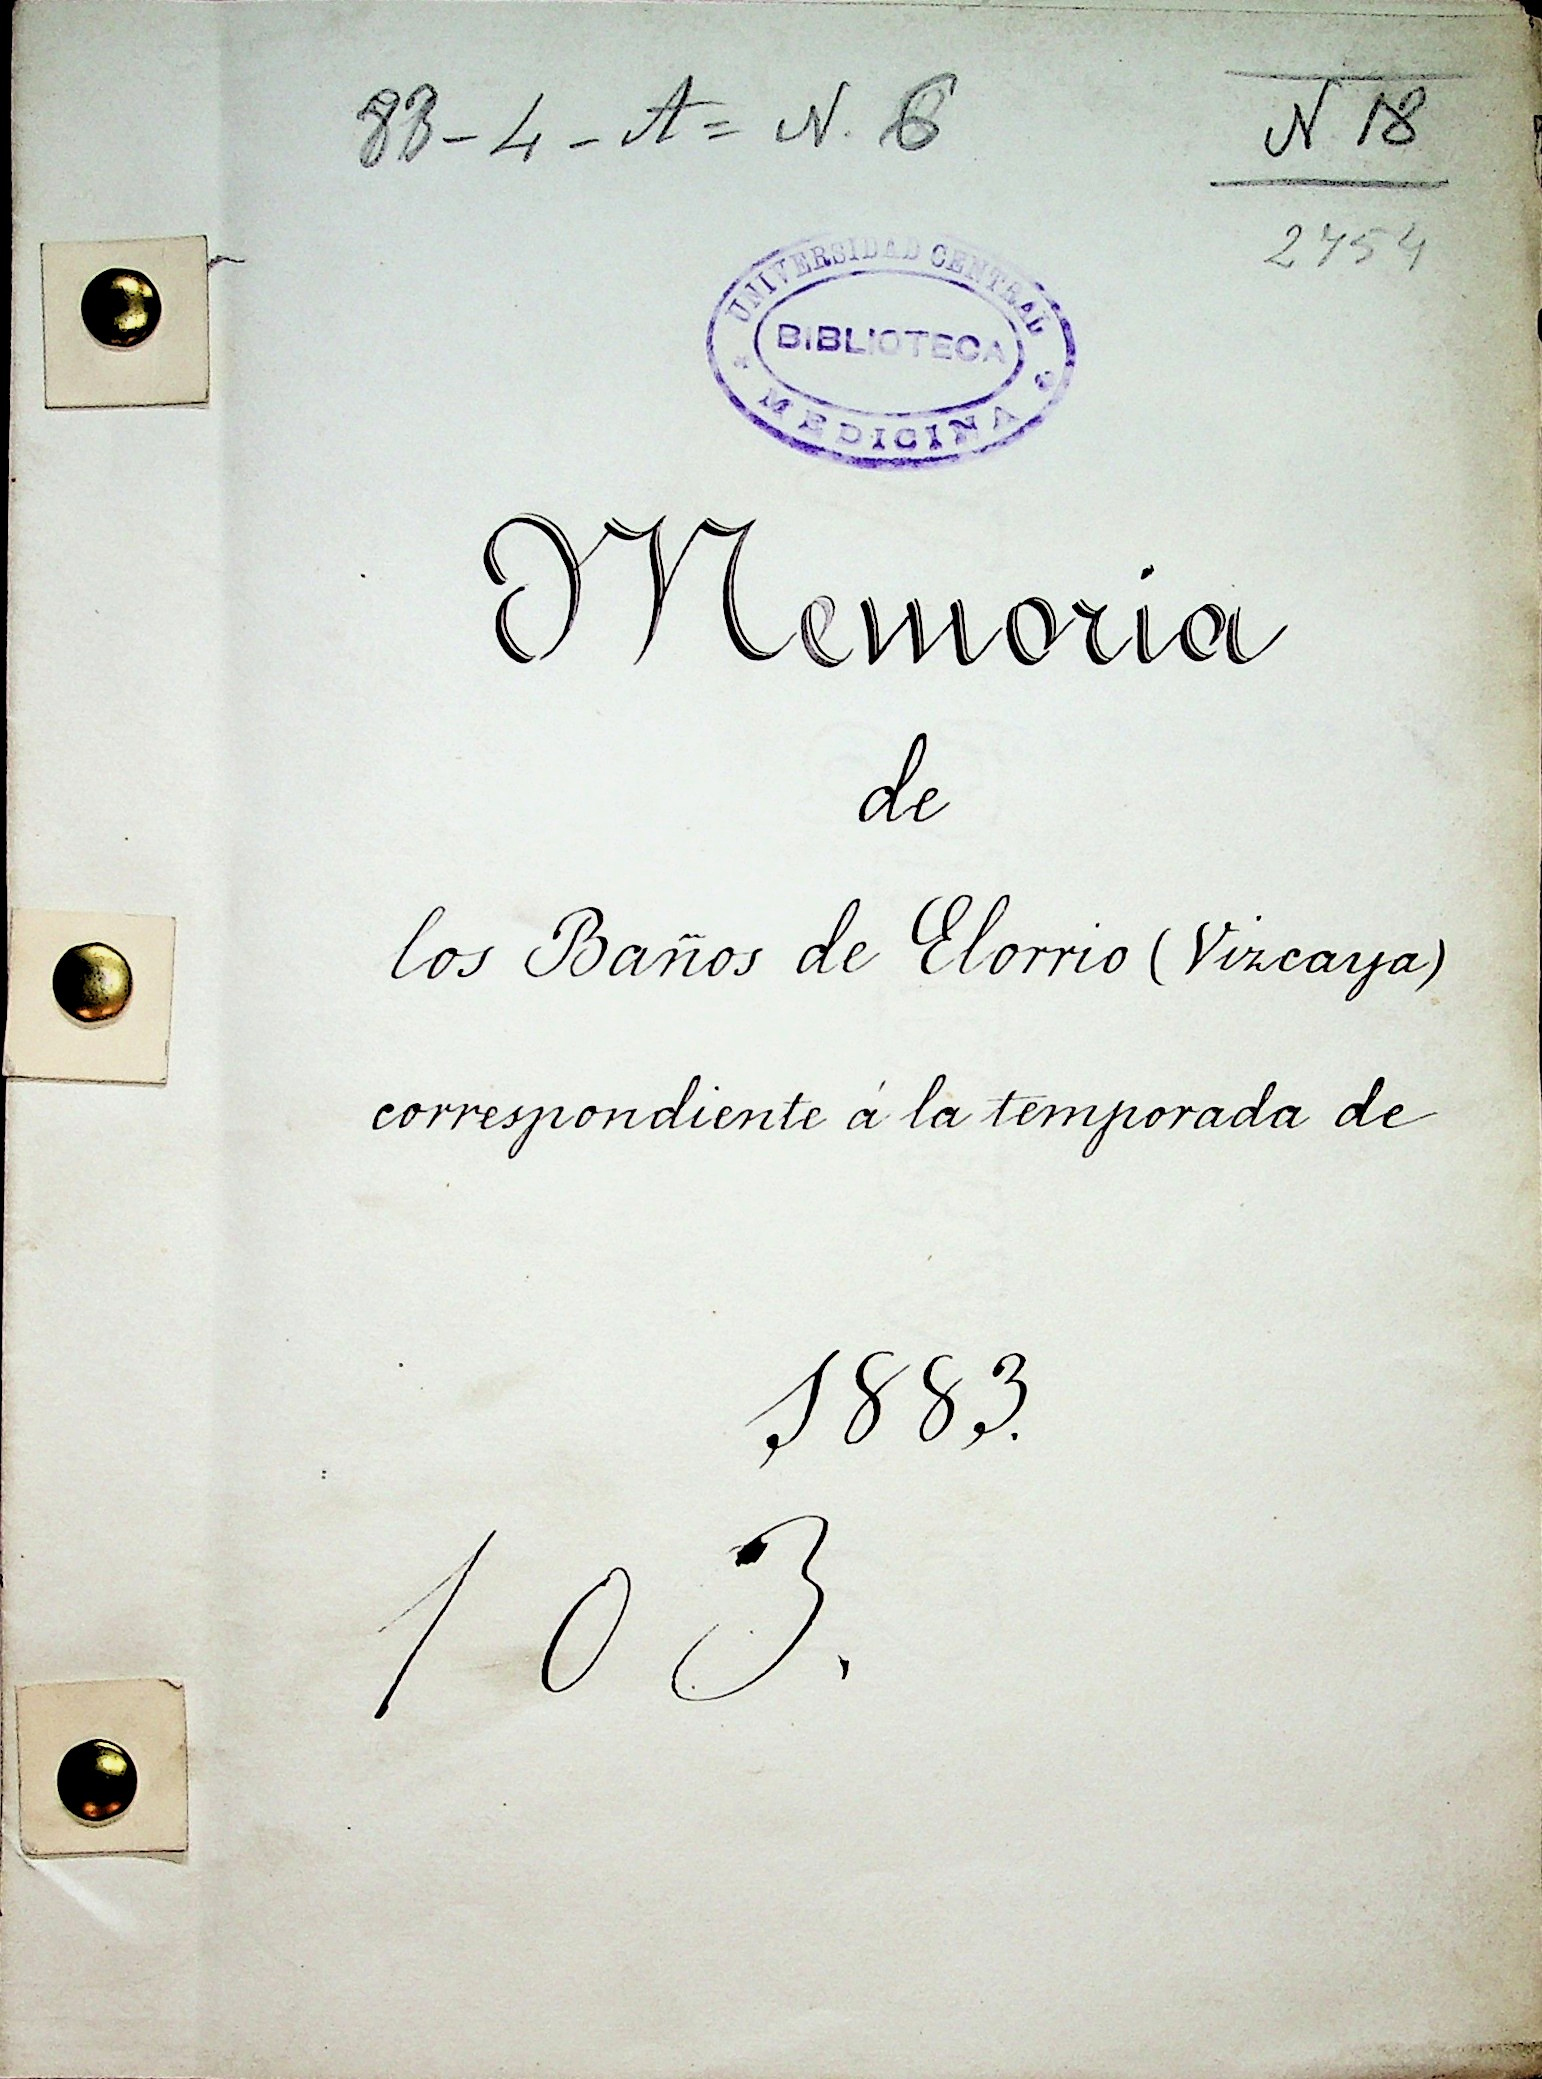 83-4-A= N. 6
N 18
2454
UNIVERSIDAD CENTRAL
BIBLIOTECA
MEDICINA
Memoria
de
los Baños de Elorrio (Vizcaya)
correspondiente á la temporada de
1883.
103.